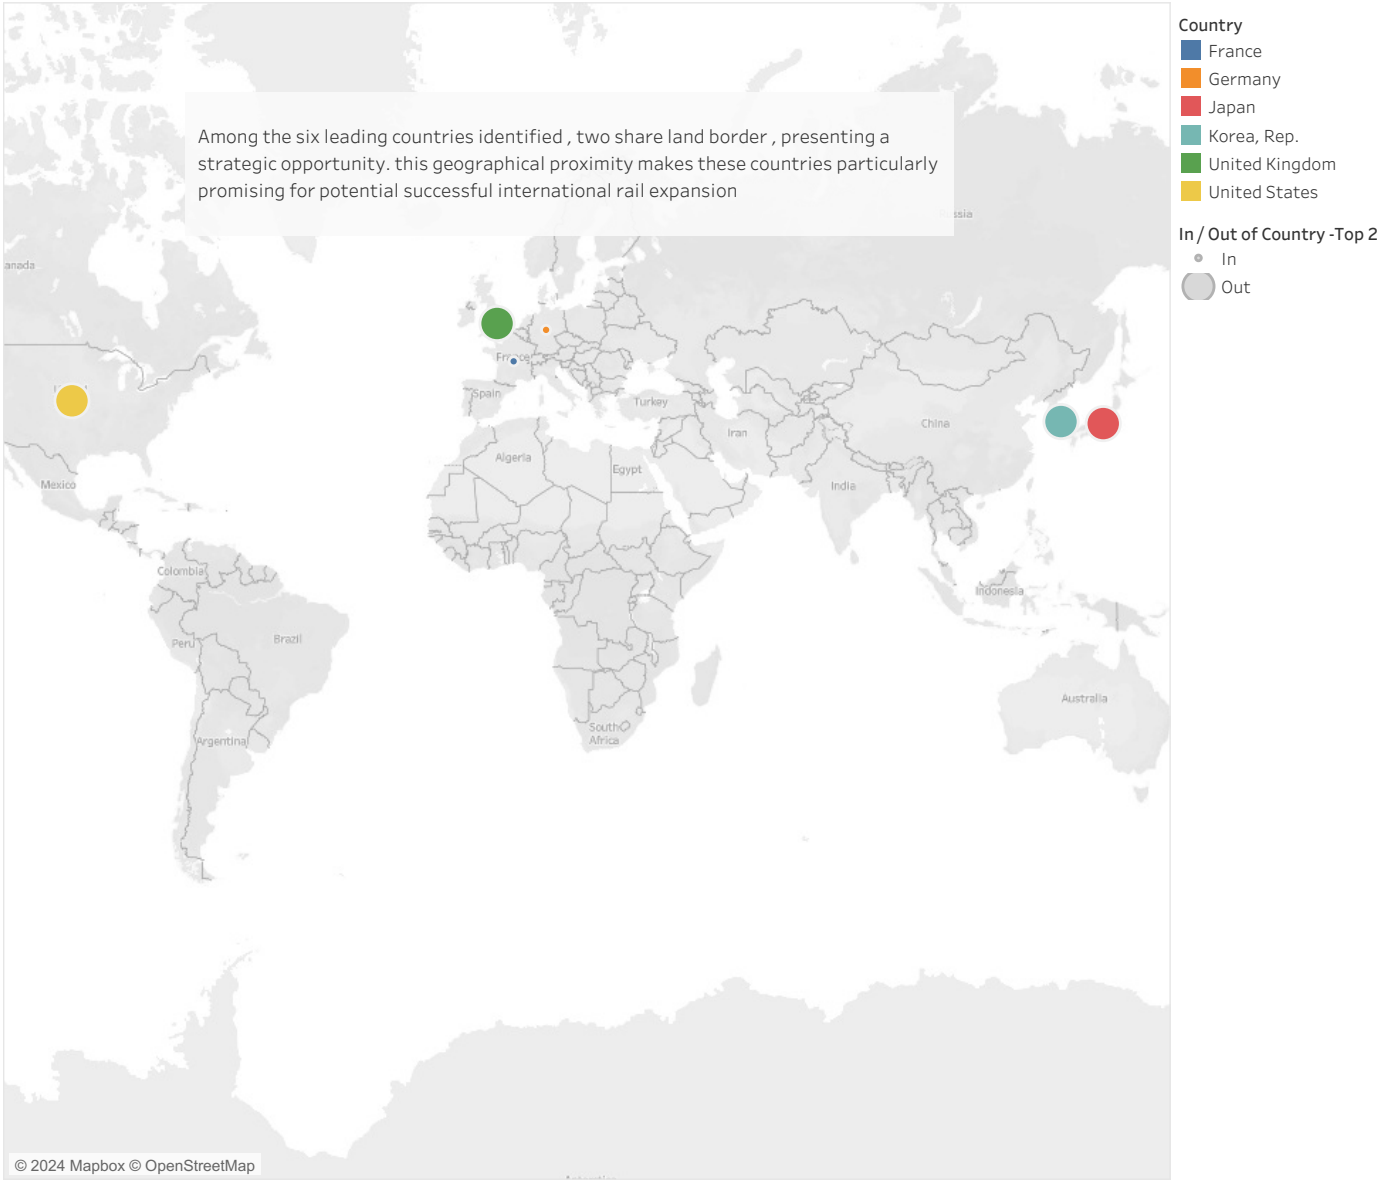 Among the six leading countries identified , two share land border , presenting a
strategic opportunity. this geographical proximity makes these countries particularly
promising for potential successful international rail expansion
Country
France
Germany
Japan
Korea, Rep.
United Kingdom
United States
In / Out of Country -Top 2
In
Out
ssia
anada
France
Spain
Turkey
China
Iran
Algeria
Egypt
India
Mexico
Colombia
Indonesia
Peru
Brazil
Australia
South
Africa
Argentina
© 2024 Mapbox © OpenStreetMap